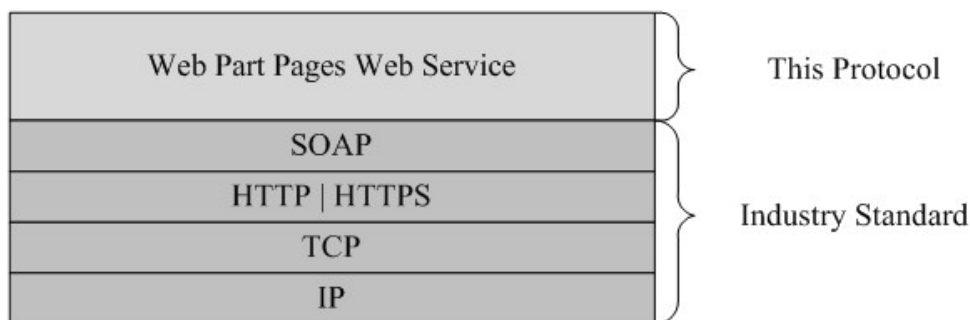 Web Part Pages Web Service
This Protocol
SOAP
HTTP | HTTPS
TCP
IP
Industry Standard